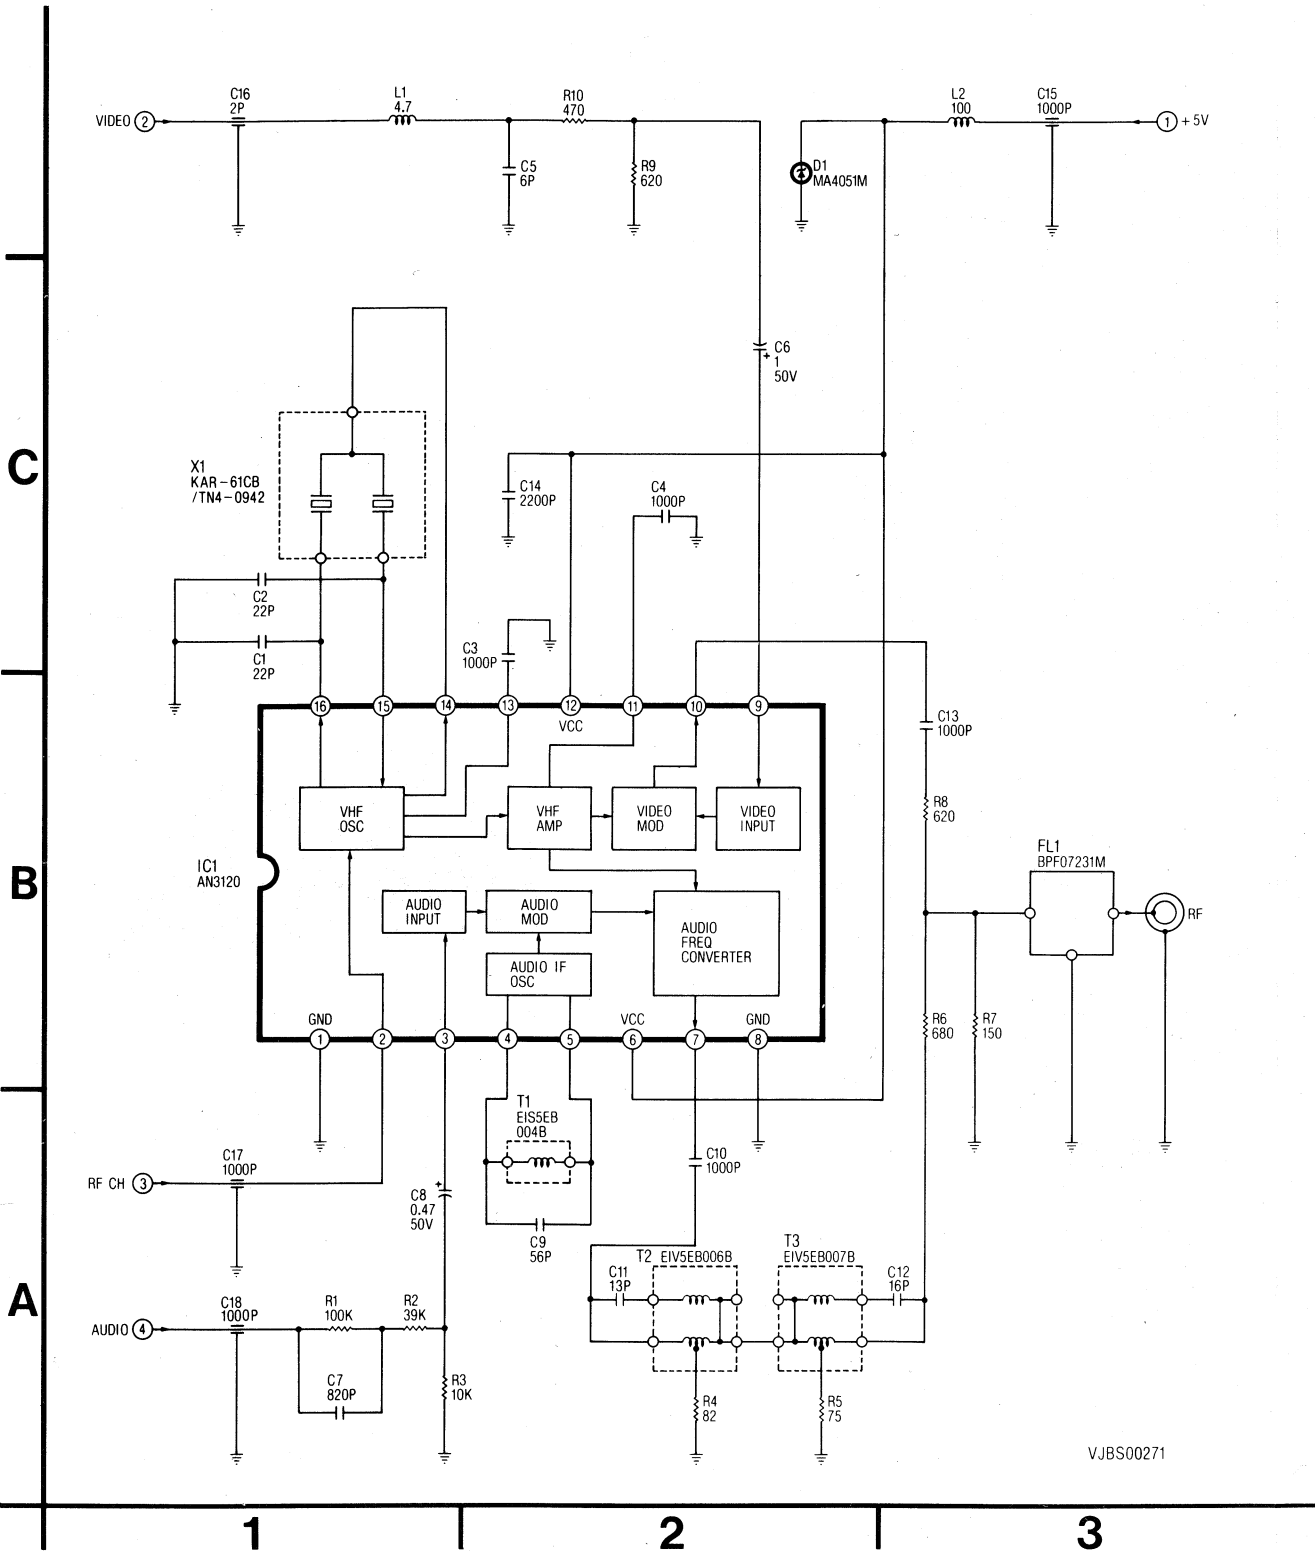 C16
2P
L1
4.7
R10
470
L2
100
C15
1000P
VIDEO 2
1 +5V
C5
6P
R9
620
D1
MA4051M
C6
+ 1
50V
C
X1
KAR-61CB
/TN4-0942
C14
2200P
C4
1000P
C2
22P
C1
22P
C3
1000P
16 15 14 13 12 11 10 9
VCC
C13
1000P
VHF
OSC
VHF
AMP
VIDEO
MOD
VIDEO
INPUT
R8
620
FL1
BPF07231M
IC1
AN3120
B
AUDIO
INPUT
AUDIO
MOD
AUDIO
FREQ
CONVERTER
RF
AUDIO IF
OSC
GND
VCC
GND
1 2 3 4 5 6 7 8
R6
680
R7
150
T1
EIS5EB
004B
C17
1000P
C10
1000P
RF CH 3
+
C8
0.47
50V
C9
56P
T2 EIV5EB006B
T3
EIV5EB007B
C11
13P
C12
16P
A
C18
1000P
R1
100K
R2
39K
AUDIO 4
C7
820P
R3
10K
R4
82
R5
75
VJBS00271
1 2 3